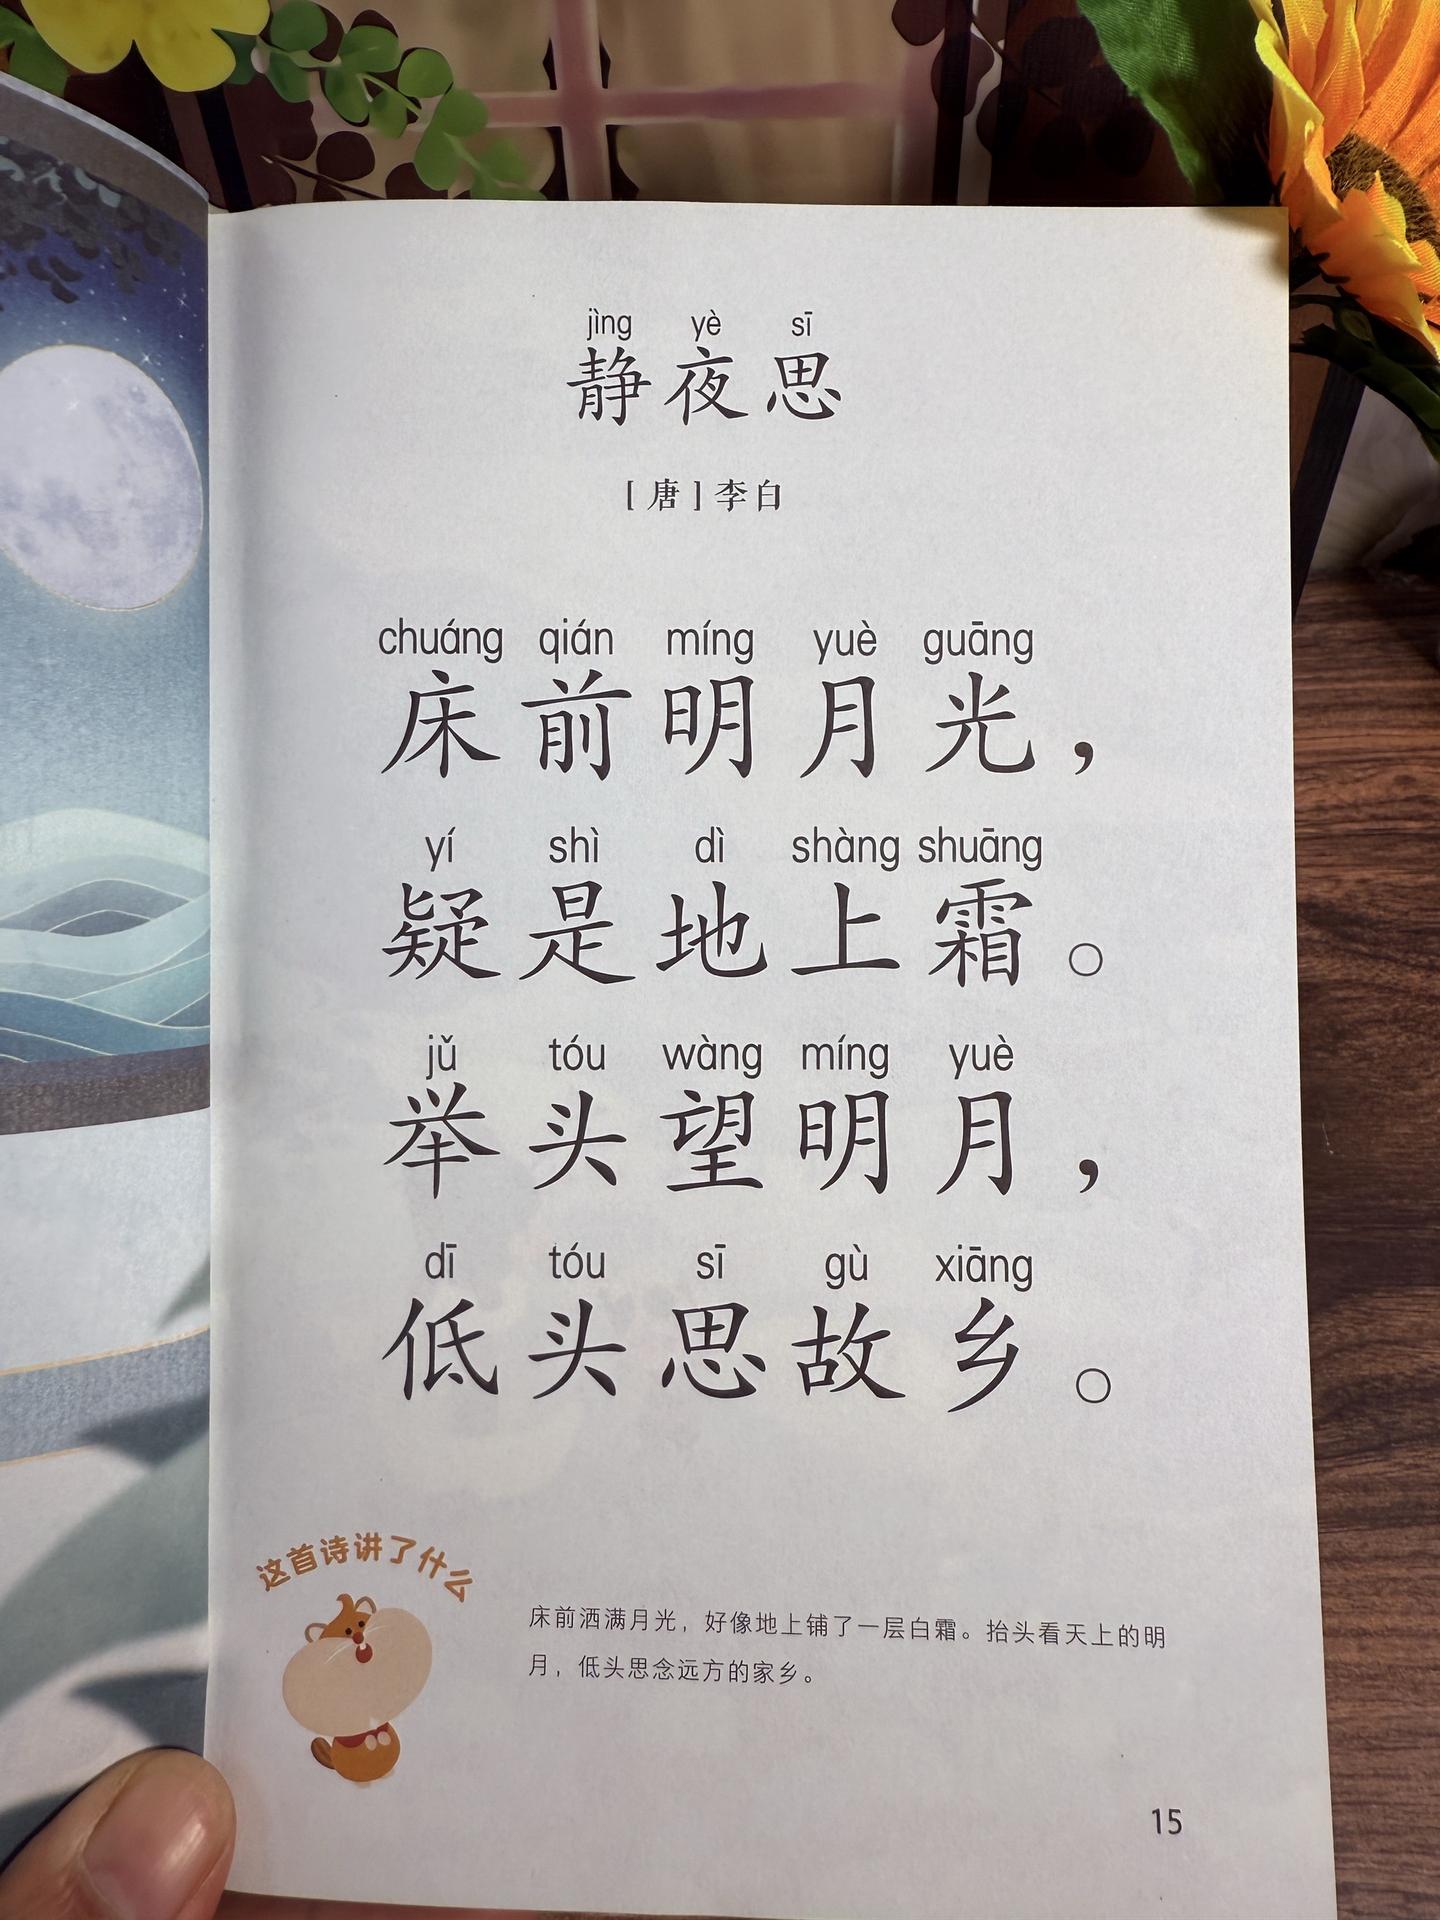 jìng yè sī
静夜思
[唐]李白
chuáng qián míng yuè guāng
床前明月光，
yí shì dì shàng shuāng
疑是地上霜。
jǔ tóu wàng míng yuè
举头望明月，
dī tóu sī gù xiāng
低头思故乡。
这首诗讲了什么
床前洒满月光，好像地上铺了一层白霜。抬头看天上的明
月，低头思念远方的家乡。
15